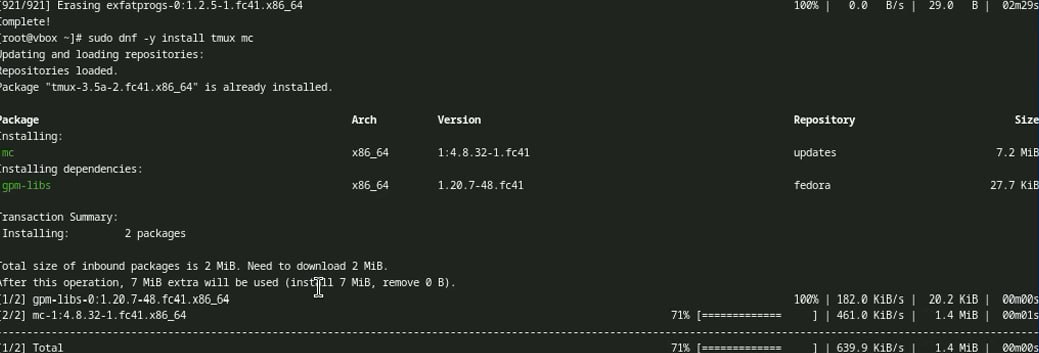 [921/921] Erasing exfatprogs-0:1.2.5-1.fc41.x86_64 100% | 0.0 B/s | 29.0 B | 02m29s
Complete!
[root@vbox ~]# sudo dnf -y install tmux mc
Updating and loading repositories:
Repositories loaded.
Package "tmux-3.5a-2.fc41.x86_64" is already installed.
Package Arch Version Repository Size
Installing:
mc x86_64 1:4.8.32-1.fc41 updates 7.2 MiB
Installing dependencies:
gpm-libs x86_64 1.20.7-48.fc41 fedora 27.7 KiB
Transaction Summary:
Installing: 2 packages
Total size of inbound packages is 2 MiB. Need to download 2 MiB.
After this operation, 7 MiB extra will be used (install 7 MiB, remove 0 B).
[1/2] gpm-libs-0:1.20.7-48.fc41.x86_64 100% | 182.0 KiB/s | 20.2 KiB | 00m00s
[2/2] mc-1:4.8.32-1.fc41.x86_64 71% [============= ] | 461.0 KiB/s | 1.4 MiB | 00m01s
--------------------------------------------------------------------------------
[1/2] Total 71% [============= ] | 639.9 KiB/s | 1.4 MiB | 00m00s